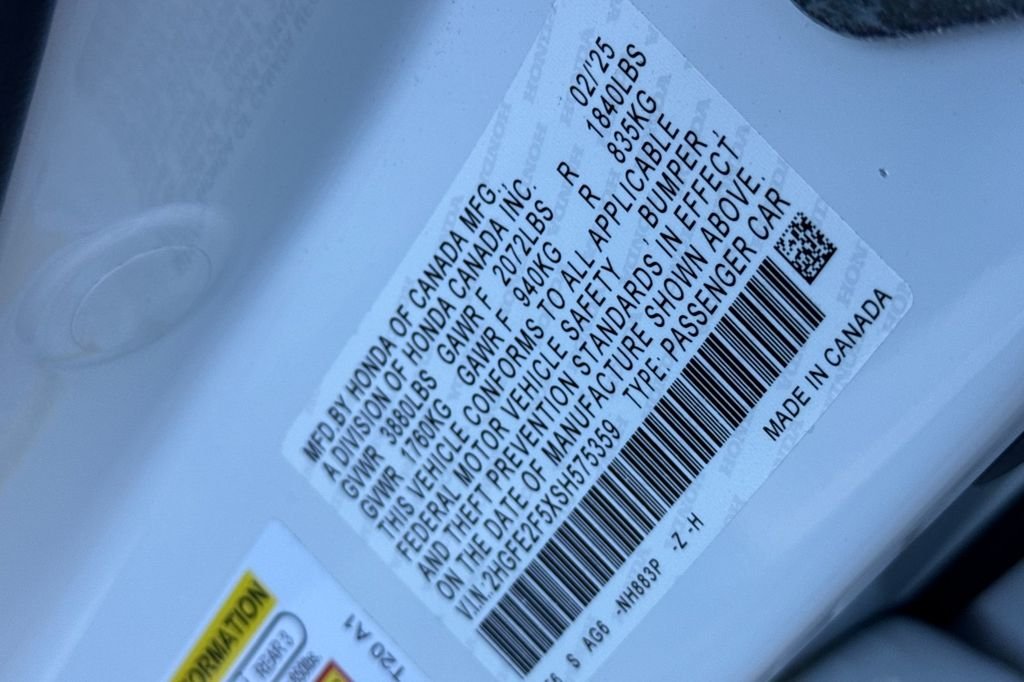 MFD.BY HONDA OF CANADA MFG. 02/'25
A DIVISION OF HONDA CANADA INC.
GVWR 3880LBS GAWR F 2072LBS R 1840LBS
GVWR 1760KG GAWR F 940KG R 835KG
THIS VEHICLE CONFORMS TO ALL APPLICABLE
FEDERAL MOTOR VEHICLE SAFETY, BUMPER
AND THEFT PREVENTION STANDARDS IN EFFECT
ON THE DATE OF MANUFACTURE SHOWN ABOVE.
V.I.N.:2HGFE2F5XSH575359 TYPE: PASSENGER CAR
S AG6 -NH883P -Z -H MADE IN CANADA
T20 A1
REAR 3